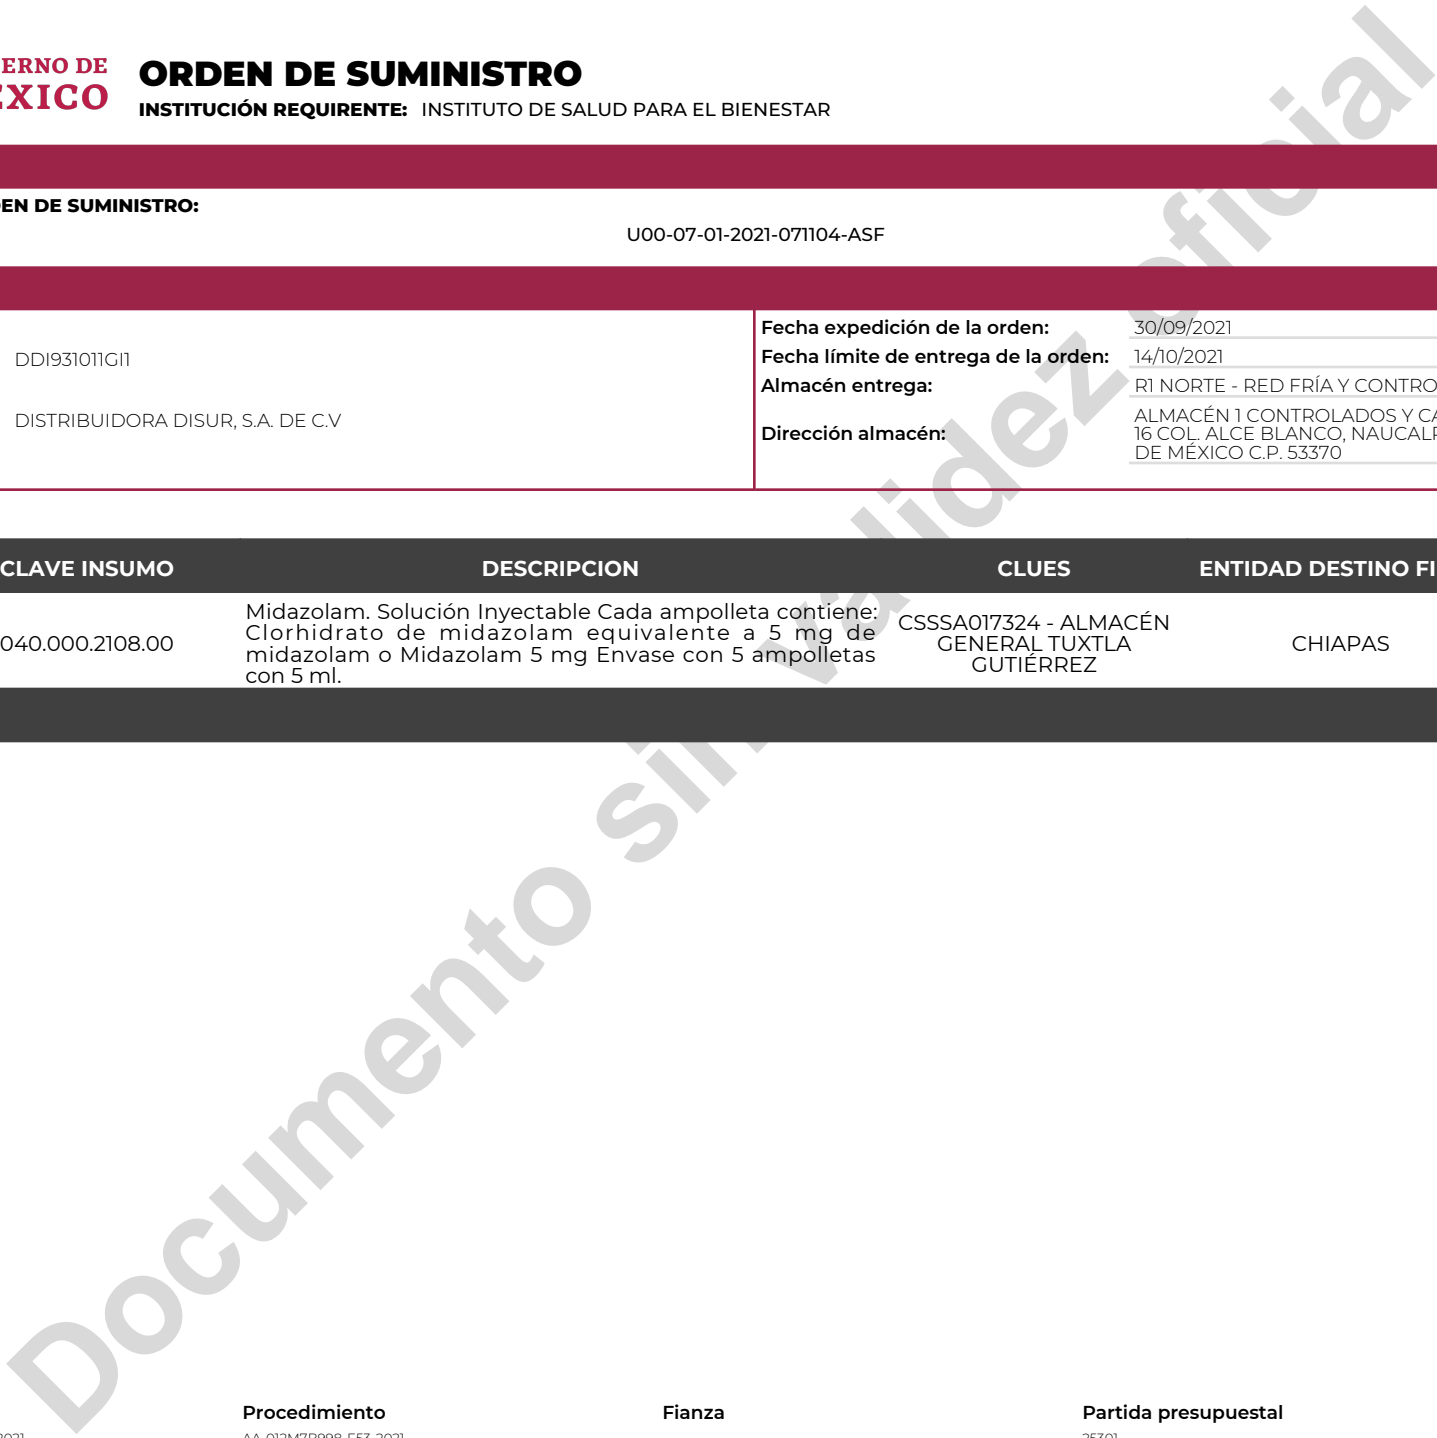 ERNO DE
ÉXICO
ORDEN DE SUMINISTRO
INSTITUCIÓN REQUIRENTE: INSTITUTO DE SALUD PARA EL BIENESTAR
EN DE SUMINISTRO:
U00-07-01-2021-071104-ASF
DDI931011GI1
DISTRIBUIDORA DISUR, S.A. DE C.V
Fecha expedición de la orden: 30/09/2021
Fecha límite de entrega de la orden: 14/10/2021
Almacén entrega: R1 NORTE - RED FRÍA Y CONTRO
Dirección almacén:
ALMACÉN 1 CONTROLADOS Y CA
16 COL. ALCE BLANCO, NAUCALP
DE MÉXICO C.P. 53370
CLAVE INSUMO DESCRIPCION CLUES ENTIDAD DESTINO FI
040.000.2108.00
Midazolam. Solución Inyectable Cada ampolleta contiene:
Clorhidrato de midazolam equivalente a 5 mg de
midazolam o Midazolam 5 mg Envase con 5 ampolletas
con 5 ml.
CSSSA017324 - ALMACÉN
GENERAL TUXTLA
GUTIÉRREZ
CHIAPAS
Documento sin validez oficial
Procedimiento Fianza Partida presupuestal